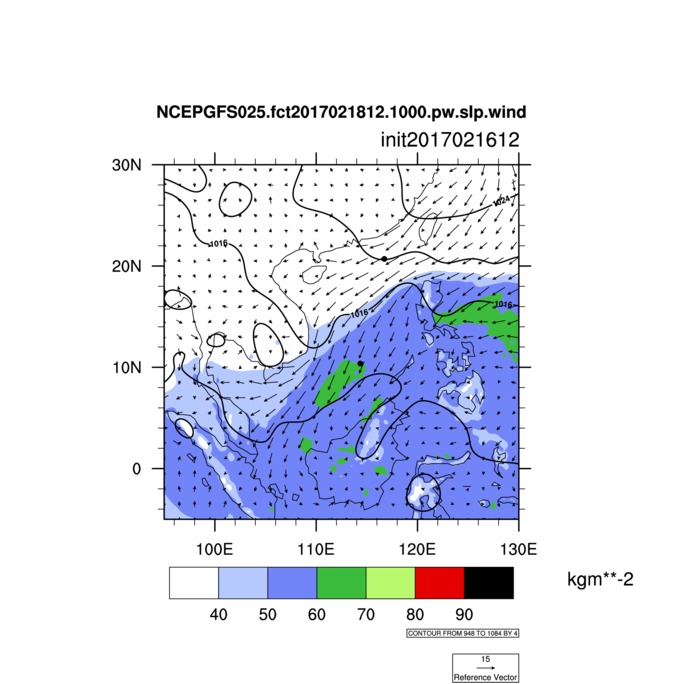 NCEPGFS025.fct2017021812.1000.pw.slp.wind
init2017021612
30N
1024
1016
20N
1016
1016
10N
0
100E 110E 120E 130E
kgm**-2
40 50 60 70 80 90
CONTOUR FROM 948 TO 1084 BY 4
15
Reference Vector